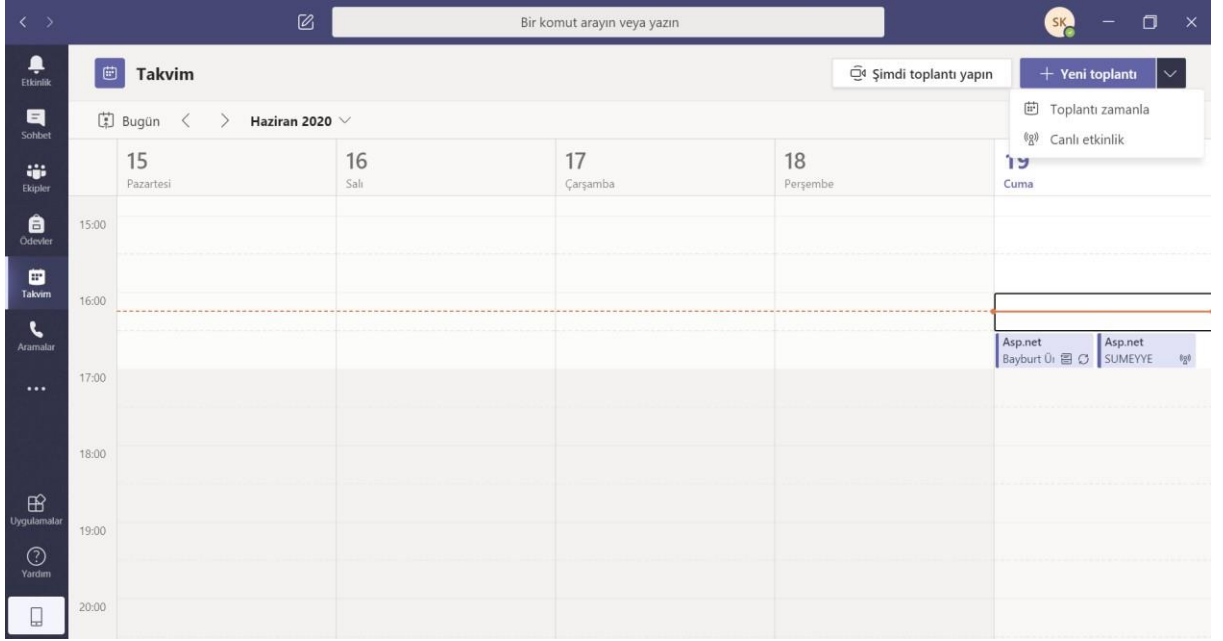 Bir komut arayın veya yazın
SK
Etkinlik
Sohbet
Ekipler
Ödevler
Takvim
Aramalar
Uygulamalar
Yardım
Takvim
Şimdi toplantı yapın
+ Yeni toplantı
Toplantı zamanla
Canlı etkinlik
Bugün
Haziran 2020
15
Pazartesi
16
Salı
17
Çarşamba
18
Perşembe
19
Cuma
15:00
16:00
17:00
18:00
19:00
20:00
Asp.net
Bayburt
Asp.net
SUMEYYE